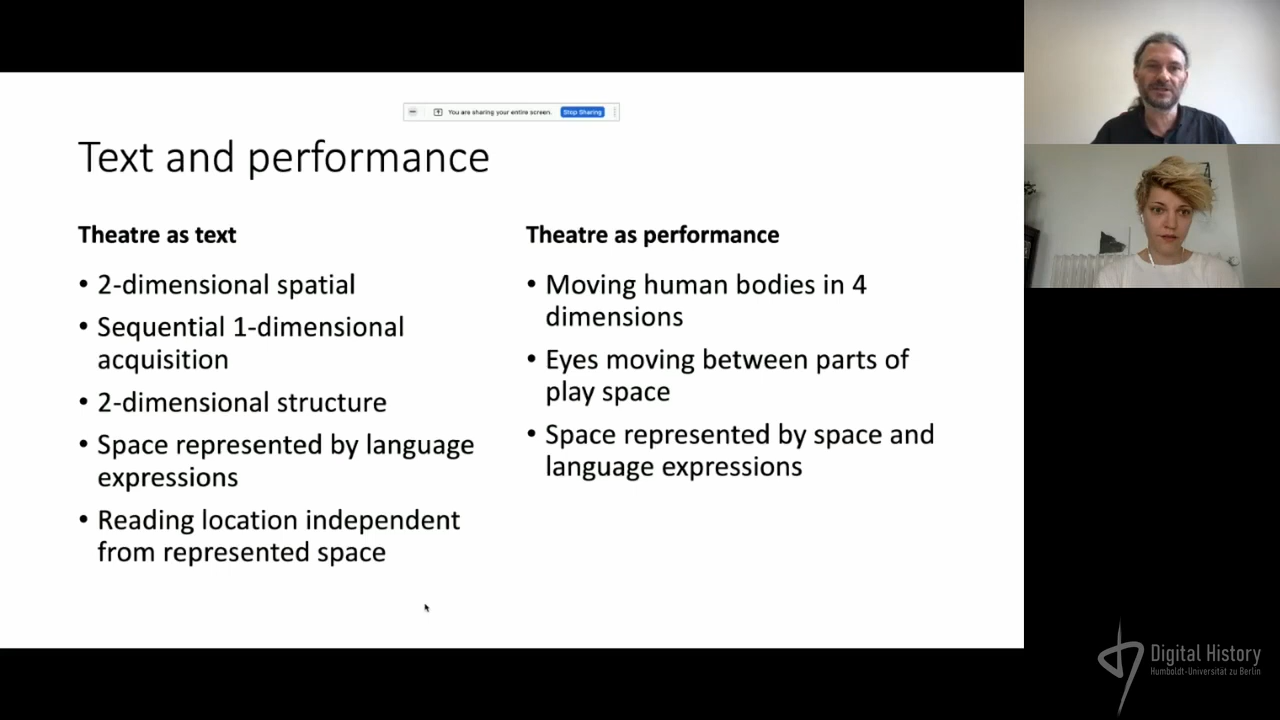 You are sharing your entire screen.
Stop Sharing
Text and performance
Theatre as text
• 2-dimensional spatial
• Sequential 1-dimensional
acquisition
• 2-dimensional structure
• Space represented by language
expressions
• Reading location independent
from represented space
Theatre as performance
• Moving human bodies in 4
dimensions
• Eyes moving between parts of
play space
• Space represented by space and
language expressions
Digital History
Humboldt-Universität zu Berlin